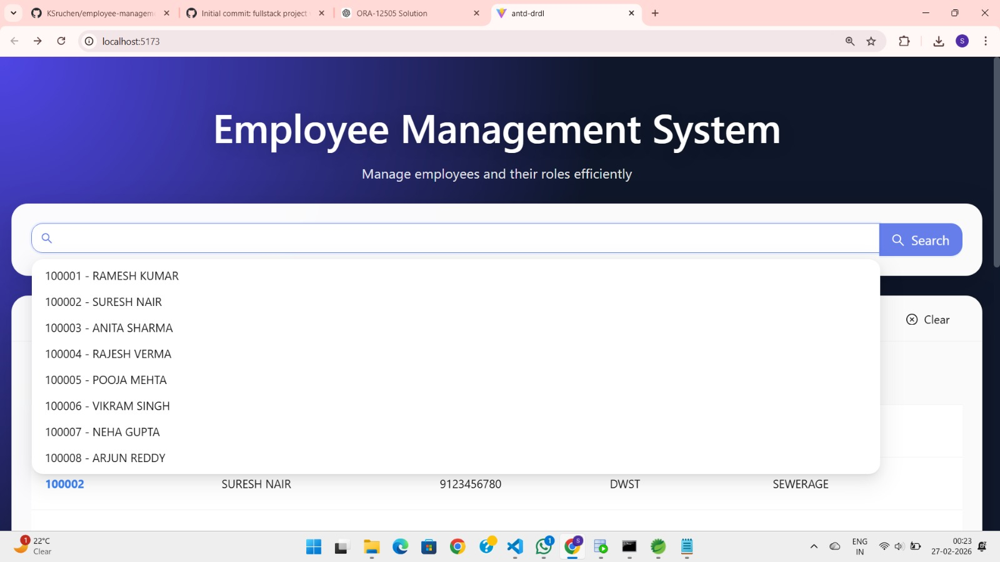 KSruchen/employee-managem
Initial commit: fullstack project
ORA-12505 Solution
antd-drdl
localhost:5173
S
Employee Management System
Manage employees and their roles efficiently
Search
100001 - RAMESH KUMAR
100002 - SURESH NAIR
100003 - ANITA SHARMA
100004 - RAJESH VERMA
100005 - POOJA MEHTA
100006 - VIKRAM SINGH
100007 - NEHA GUPTA
100008 - ARJUN REDDY
Clear
100002 SURESH NAIR 9123456780 DWST SEWERAGE
1
22°C
Clear
1
S
ENG
IN
00:23
27-02-2026